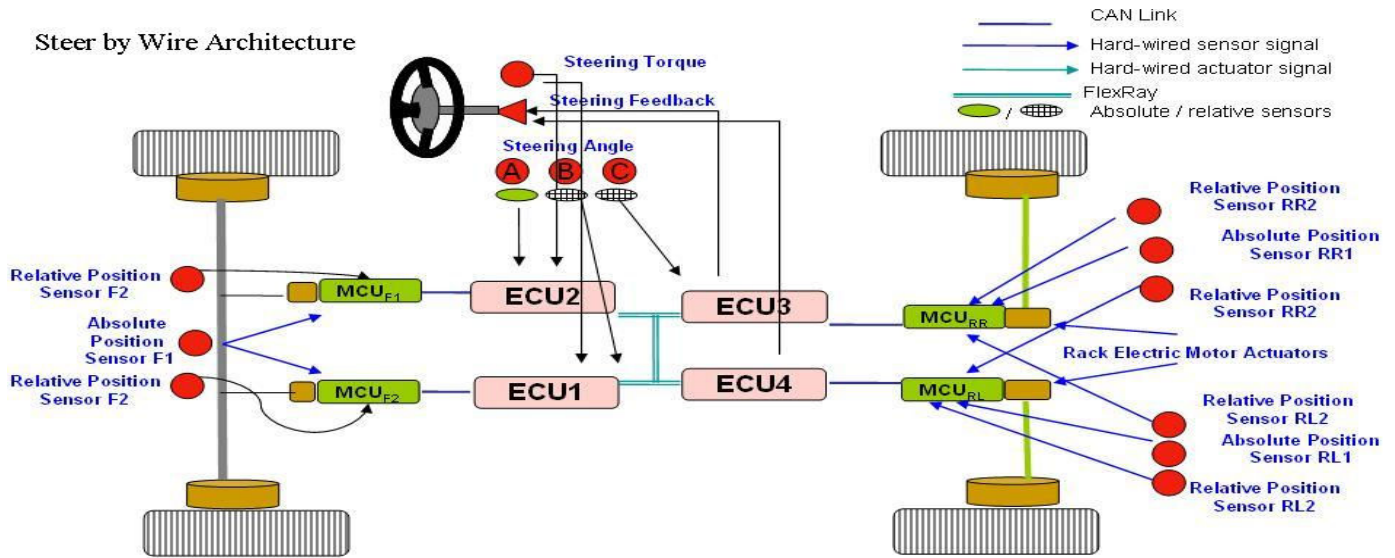 Steer by Wire Architecture
CAN Link
Hard-wired sensor signal
Hard-wired actuator signal
FlexRay
/
Absolute / relative sensors
Steering Torque
Steering Feedback
Steering Angle
A
B
C
Relative Position
Sensor F2
Absolute
Position
Sensor F1
Relative Position
Sensor F2
MCUF1
MCUF2
ECU2
ECU1
ECU3
ECU4
MCURR
MCURL
Relative Position
Sensor RR2
Absolute Position
Sensor RR1
Relative Position
Sensor RR2
Rack Electric Motor Actuators
Relative Position
Sensor RL2
Absolute Position
Sensor RL1
Relative Position
Sensor RL2